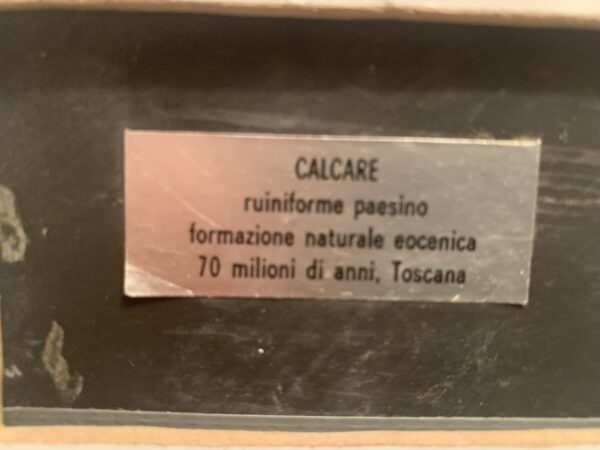 CALCARE
ruiniforme paesino
formazione naturale eocenica
70 milioni di anni, Toscana